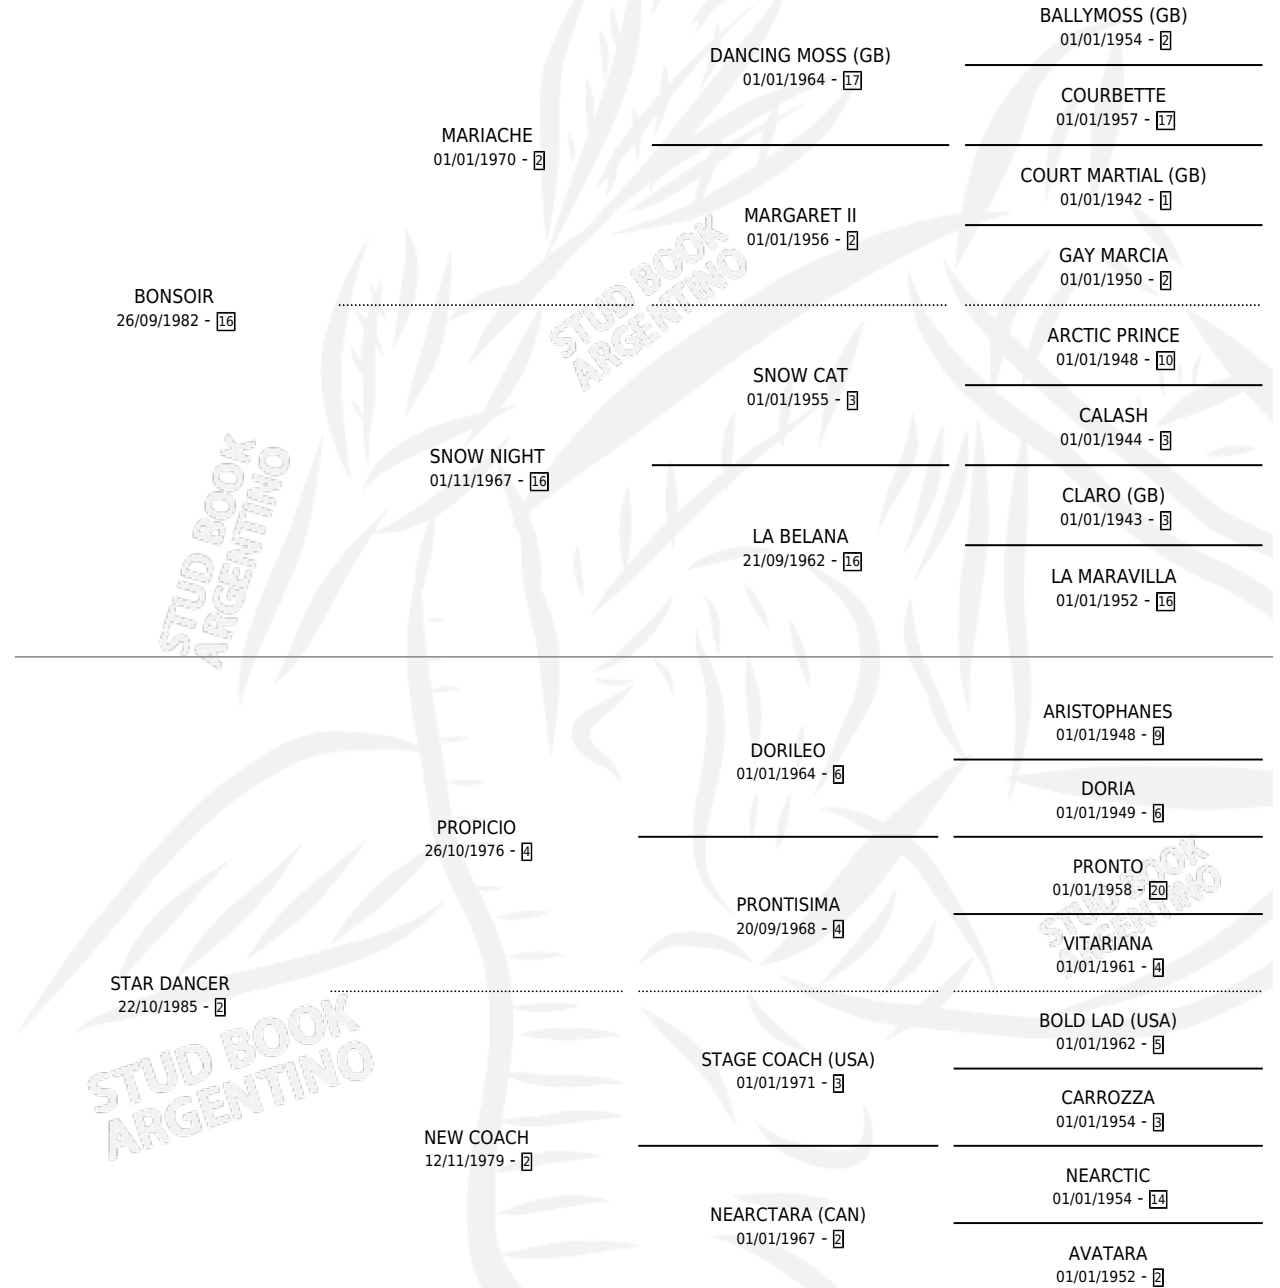 BALLYMOSS (GB)
01/01/1954 - 2
DANCING MOSS (GB)
01/01/1964 - 17
COURBETTE
01/01/1957 - 17
MARIACHE
01/01/1970 - 2
COURT MARTIAL (GB)
01/01/1942 - 1
MARGARET II
01/01/1956 - 2
GAY MARCIA
01/01/1950 - 2
BONSOIR
26/09/1982 - 16
STUD BOOK
ARGENTINO
ARCTIC PRINCE
01/01/1948 - 10
SNOW CAT
01/01/1955 - 3
CALASH
01/01/1944 - 3
SNOW NIGHT
01/11/1967 - 16
CLARO (GB)
01/01/1943 - 3
LA BELANA
21/09/1962 - 16
LA MARAVILLA
01/01/1952 - 16
STUD BOOK
ARGENTINO
ARISTOPHANES
01/01/1948 - 9
DORILEO
01/01/1964 - 6
DORIA
01/01/1949 - 6
PROPICIO
26/10/1976 - 4
PRONTO
01/01/1958 - 20
PRONTISIMA
20/09/1968 - 4
VITARIANA
01/01/1961 - 4
STUD BOOK
ARGENTINO
STAR DANCER
22/10/1985 - 2
BOLD LAD (USA)
01/01/1962 - 5
STAGE COACH (USA)
01/01/1971 - 3
CARROZZA
01/01/1954 - 3
STUD BOOK
ARGENTINO
NEW COACH
12/11/1979 - 2
NEARCTIC
01/01/1954 - 14
NEARCTARA (CAN)
01/01/1967 - 2
AVATARA
01/01/1952 - 2